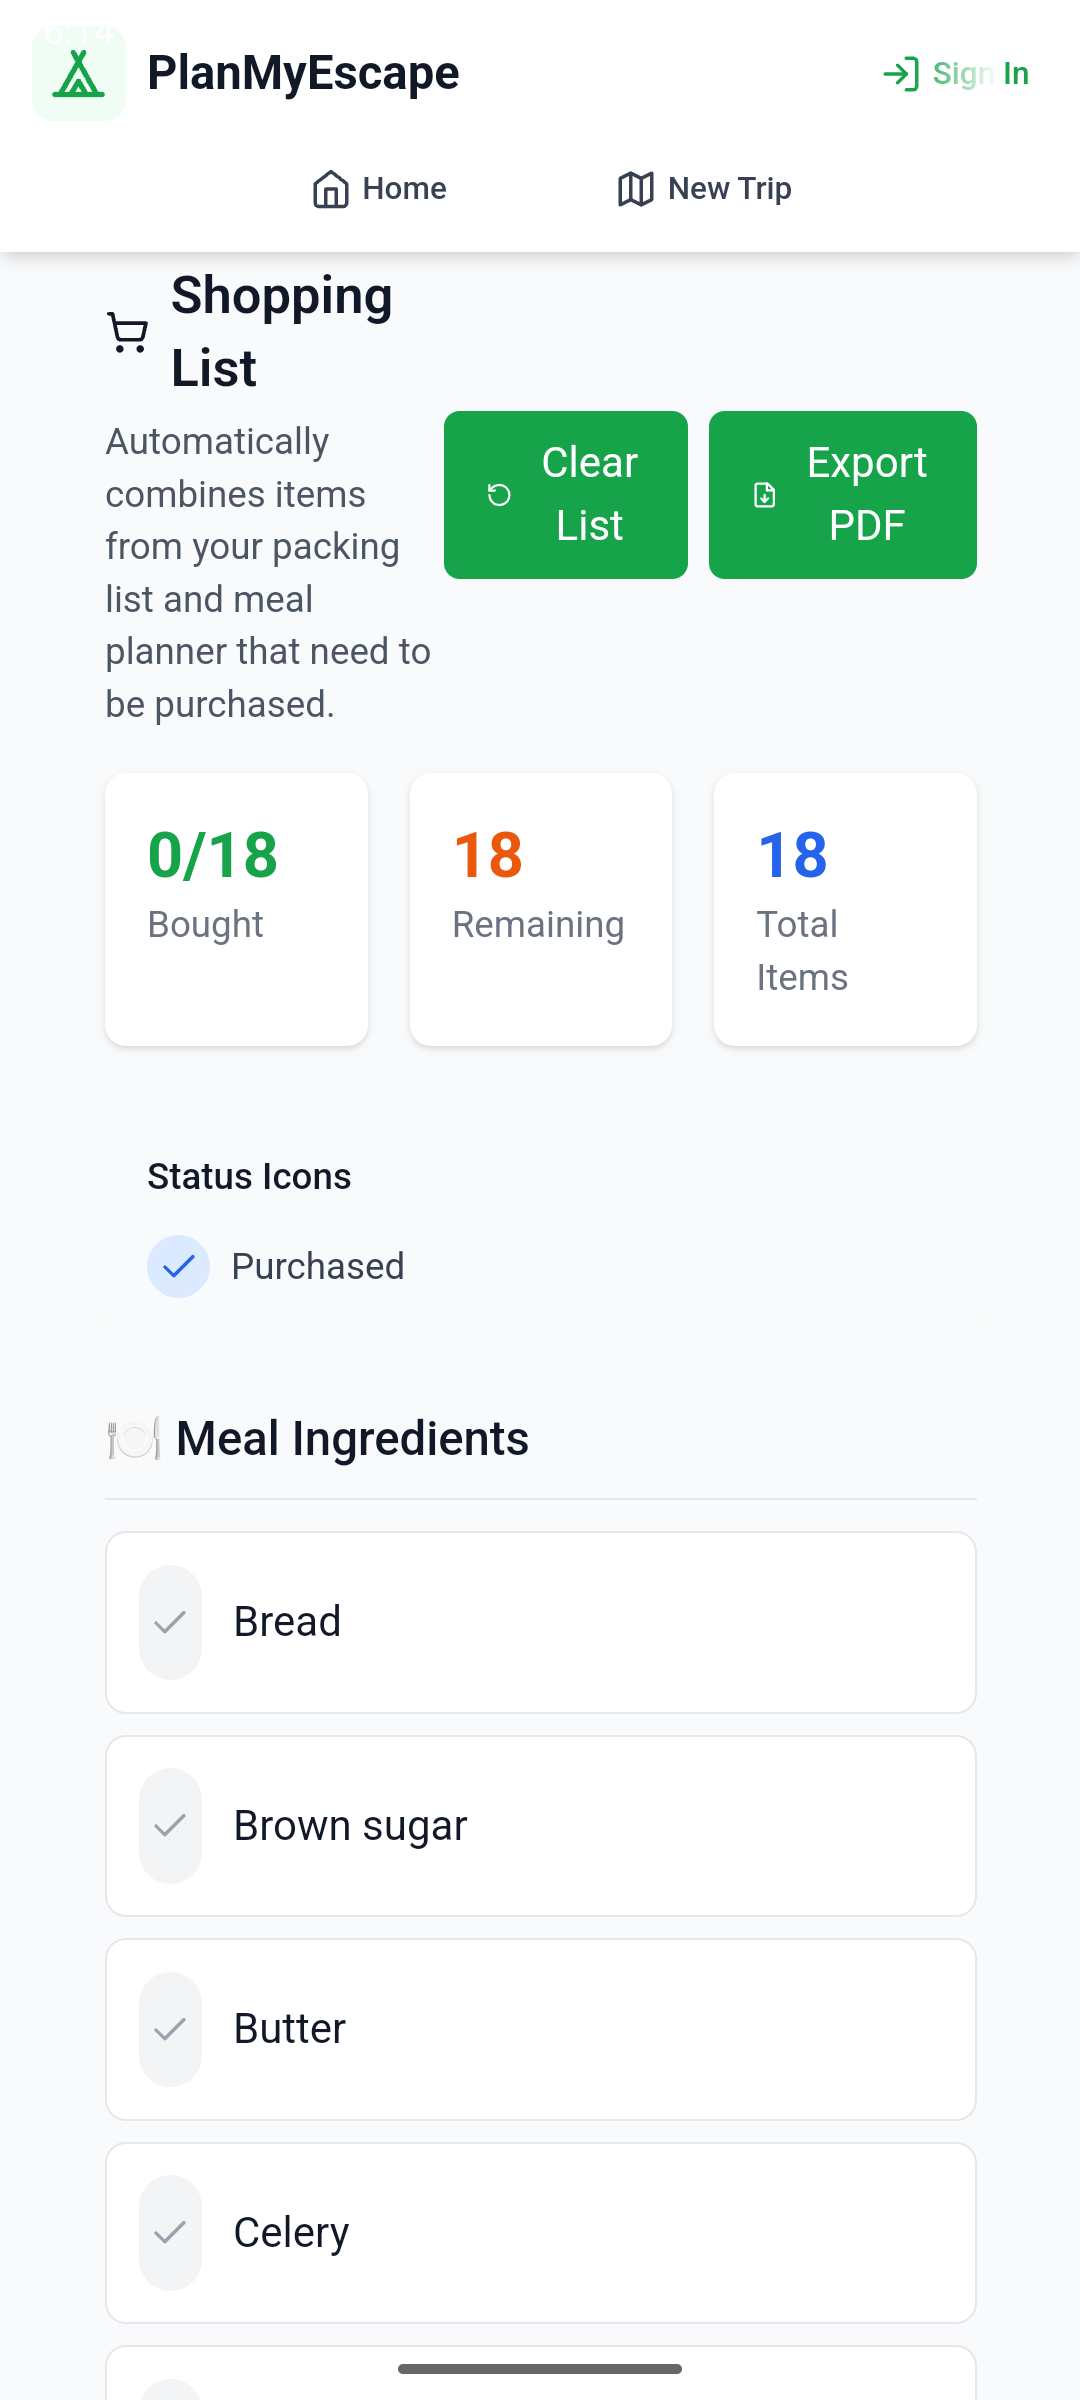 6:14
PlanMyEscape
Sign In
Home
New Trip
Shopping
List
Automatically
combines items
from your packing
list and meal
planner that need to
be purchased.
Clear
List
Export
PDF
0/18
Bought
18
Remaining
18
Total
Items
Status Icons
Purchased
Meal Ingredients
Bread
Brown sugar
Butter
Celery